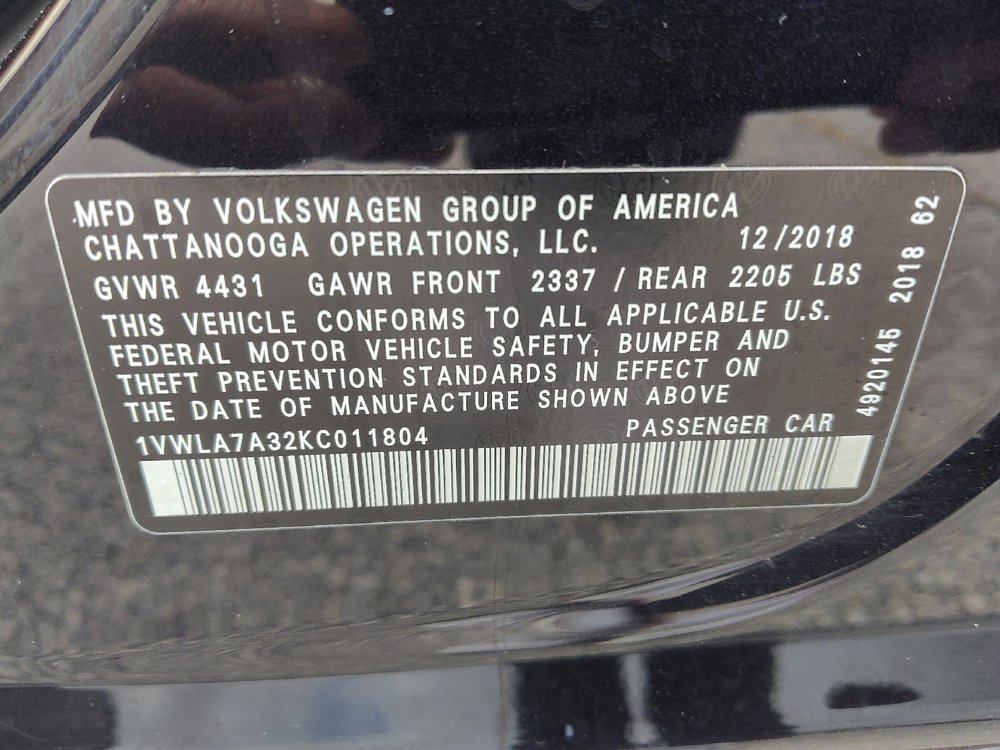 MFD BY VOLKSWAGEN GROUP OF AMERICA
CHATTANOOGA OPERATIONS, LLC. 12/2018
GVWR 4431 GAWR FRONT 2337 / REAR 2205 LBS
THIS VEHICLE CONFORMS TO ALL APPLICABLE U.S.
FEDERAL MOTOR VEHICLE SAFETY, BUMPER AND
THEFT PREVENTION STANDARDS IN EFFECT ON
THE DATE OF MANUFACTURE SHOWN ABOVE
1VWLA7A32KC011804 PASSENGER CAR
4920145 2018 62